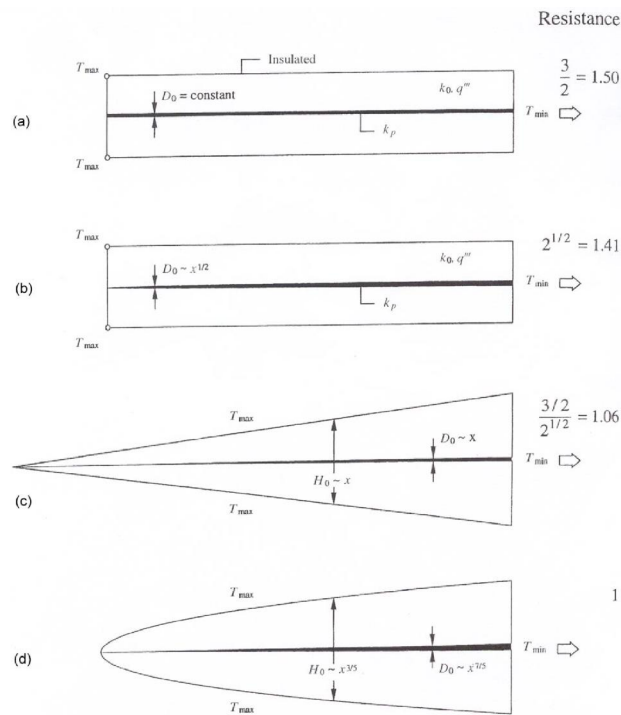 Resistance
T_max
Insulated
3/2 = 1.50
D_0 = constant
k_0, q'''
(a)
T_min
k_p
T_max
T_max
2^{1/2} = 1.41
D_0 ~ x^{1/2}
k_0, q'''
(b)
T_min
k_p
T_max
T_max
\frac{3/2}{2^{1/2}} = 1.06
D_0 ~ x
T_min
H_0 ~ x
(c)
T_max
T_max
1
(d)
T_min
H_0 ~ x^{3/5}
D_0 ~ x^{7/5}
T_max